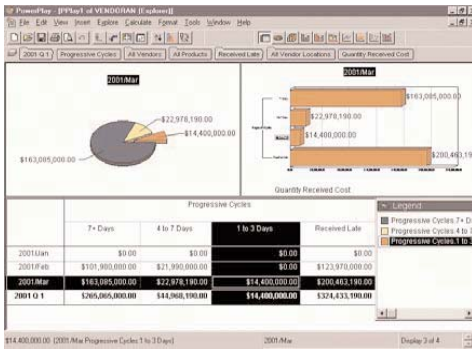 PowerPlay - [PPlay1 of VENDORAN (Explorer)]
File Edit View Insert Explore Calculate Format Tools Window Help
2001 Q 1 Progressive Cycles All Vendors All Products Received Late All Vendor Locations Quantity Received Cost
2001/Mar
$22,978,190.00
$14,400,000.00
$163,085,000.00
2001/Mar
$163,085,000.00
$22,978,190.00
$14,400,000.00
$200,463,19
Quantity Received Cost
Progressive Cycles
7+ Days 4 to 7 Days 1 to 3 Days Received Late
2001/Jan $0.00 $0.00 $0.00 $0.00
2001/Feb $101,980,000.00 $21,990,000.00 $0.00 $123,970,000.00
2001/Mar $163,085,000.00 $22,978,190.00 $14,400,000.00 $200,463,190.00
2001 Q 1 $265,065,000.00 $44,968,190.00 $14,400,000.00 $324,433,190.00
Legend
Progressive Cycles 7+ D
Progressive Cycles 4 to
Progressive Cycles 1 to
$14,400,000.00 (2001/Mar Progressive Cycles 1 to 3 Days) 2001/Mar Display 3 of 4